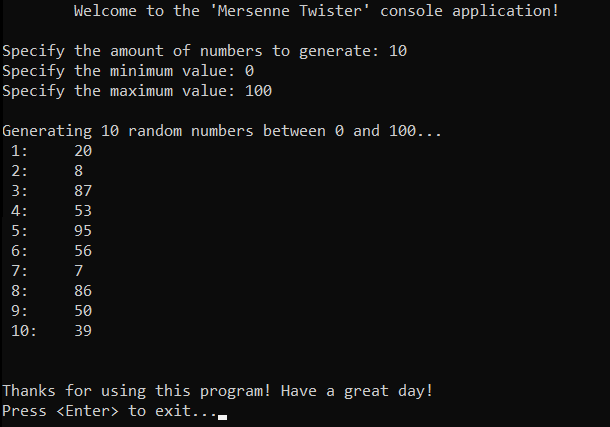 Welcome to the 'Mersenne Twister' console application!
Specify the amount of numbers to generate: 10
Specify the minimum value: 0
Specify the maximum value: 100
Generating 10 random numbers between 0 and 100...
1: 20
2: 8
3: 87
4: 53
5: 95
6: 56
7: 7
8: 86
9: 50
10: 39
Thanks for using this program! Have a great day!
Press <Enter> to exit...